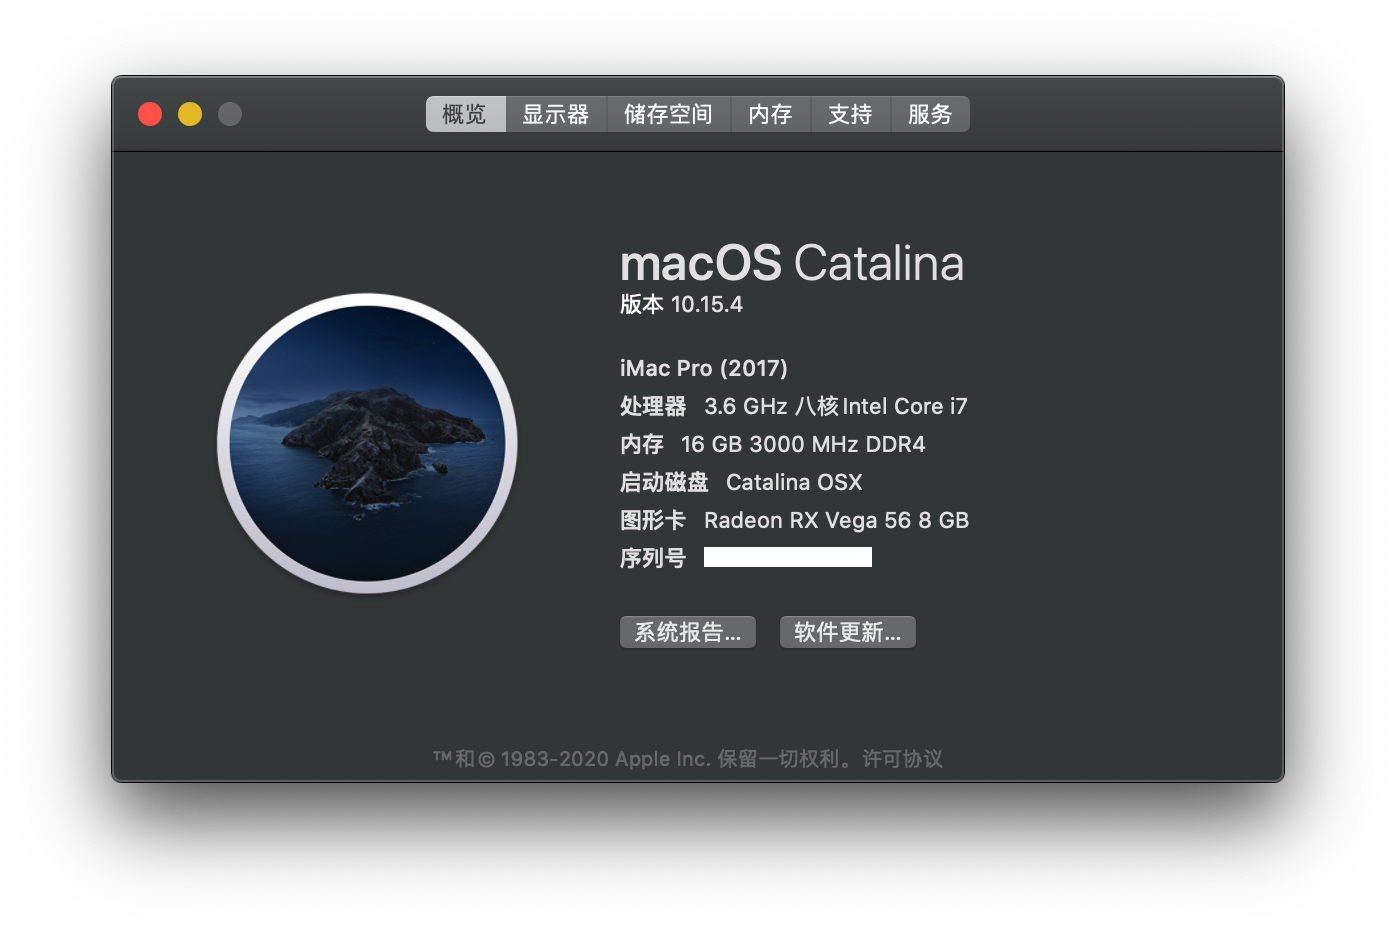 概览 显示器 储存空间 内存 支持 服务
macOS Catalina
版本 10.15.4
iMac Pro (2017)
处理器 3.6 GHz 八核Intel Core i7
内存 16 GB 3000 MHz DDR4
启动磁盘 Catalina OSX
图形卡 Radeon RX Vega 56 8 GB
序列号
系统报告... 软件更新...
™和© 1983-2020 Apple Inc. 保留一切权利。许可协议